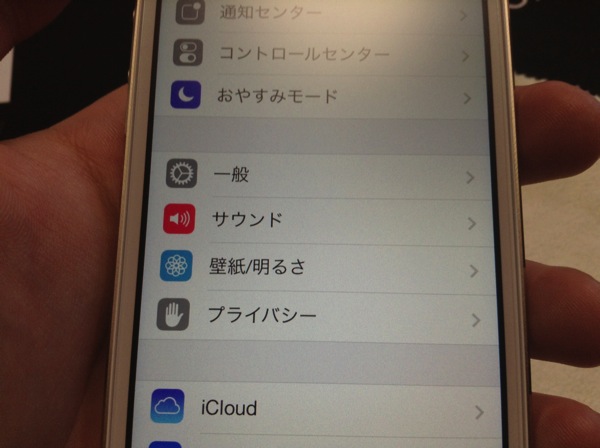 通知センター
コントロールセンター
おやすみモード
一般
サウンド
壁紙/明るさ
プライバシー
iCloud